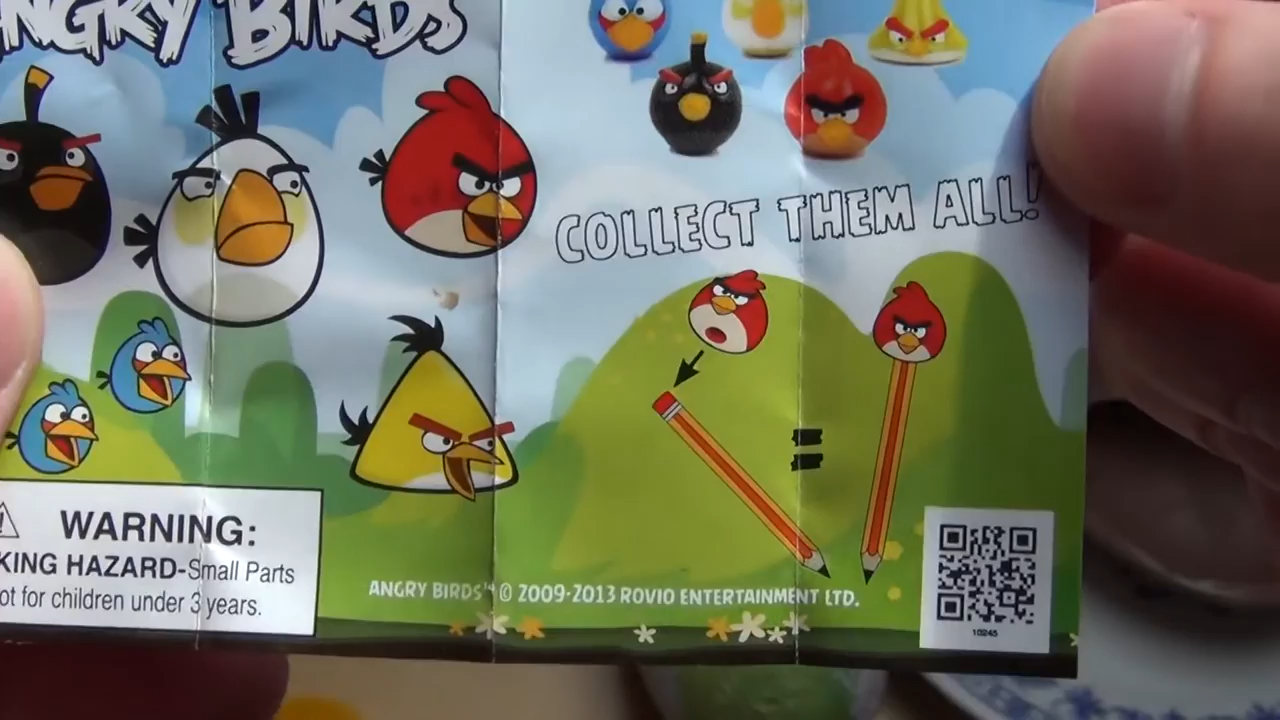 ANGRY BIRDS
COLLECT THEM ALL!
WARNING:
KING HAZARD-Small Parts
ot for children under 3 years.
ANGRY BIRDS™ © 2009-2013 ROVIO ENTERTAINMENT LTD.
10245